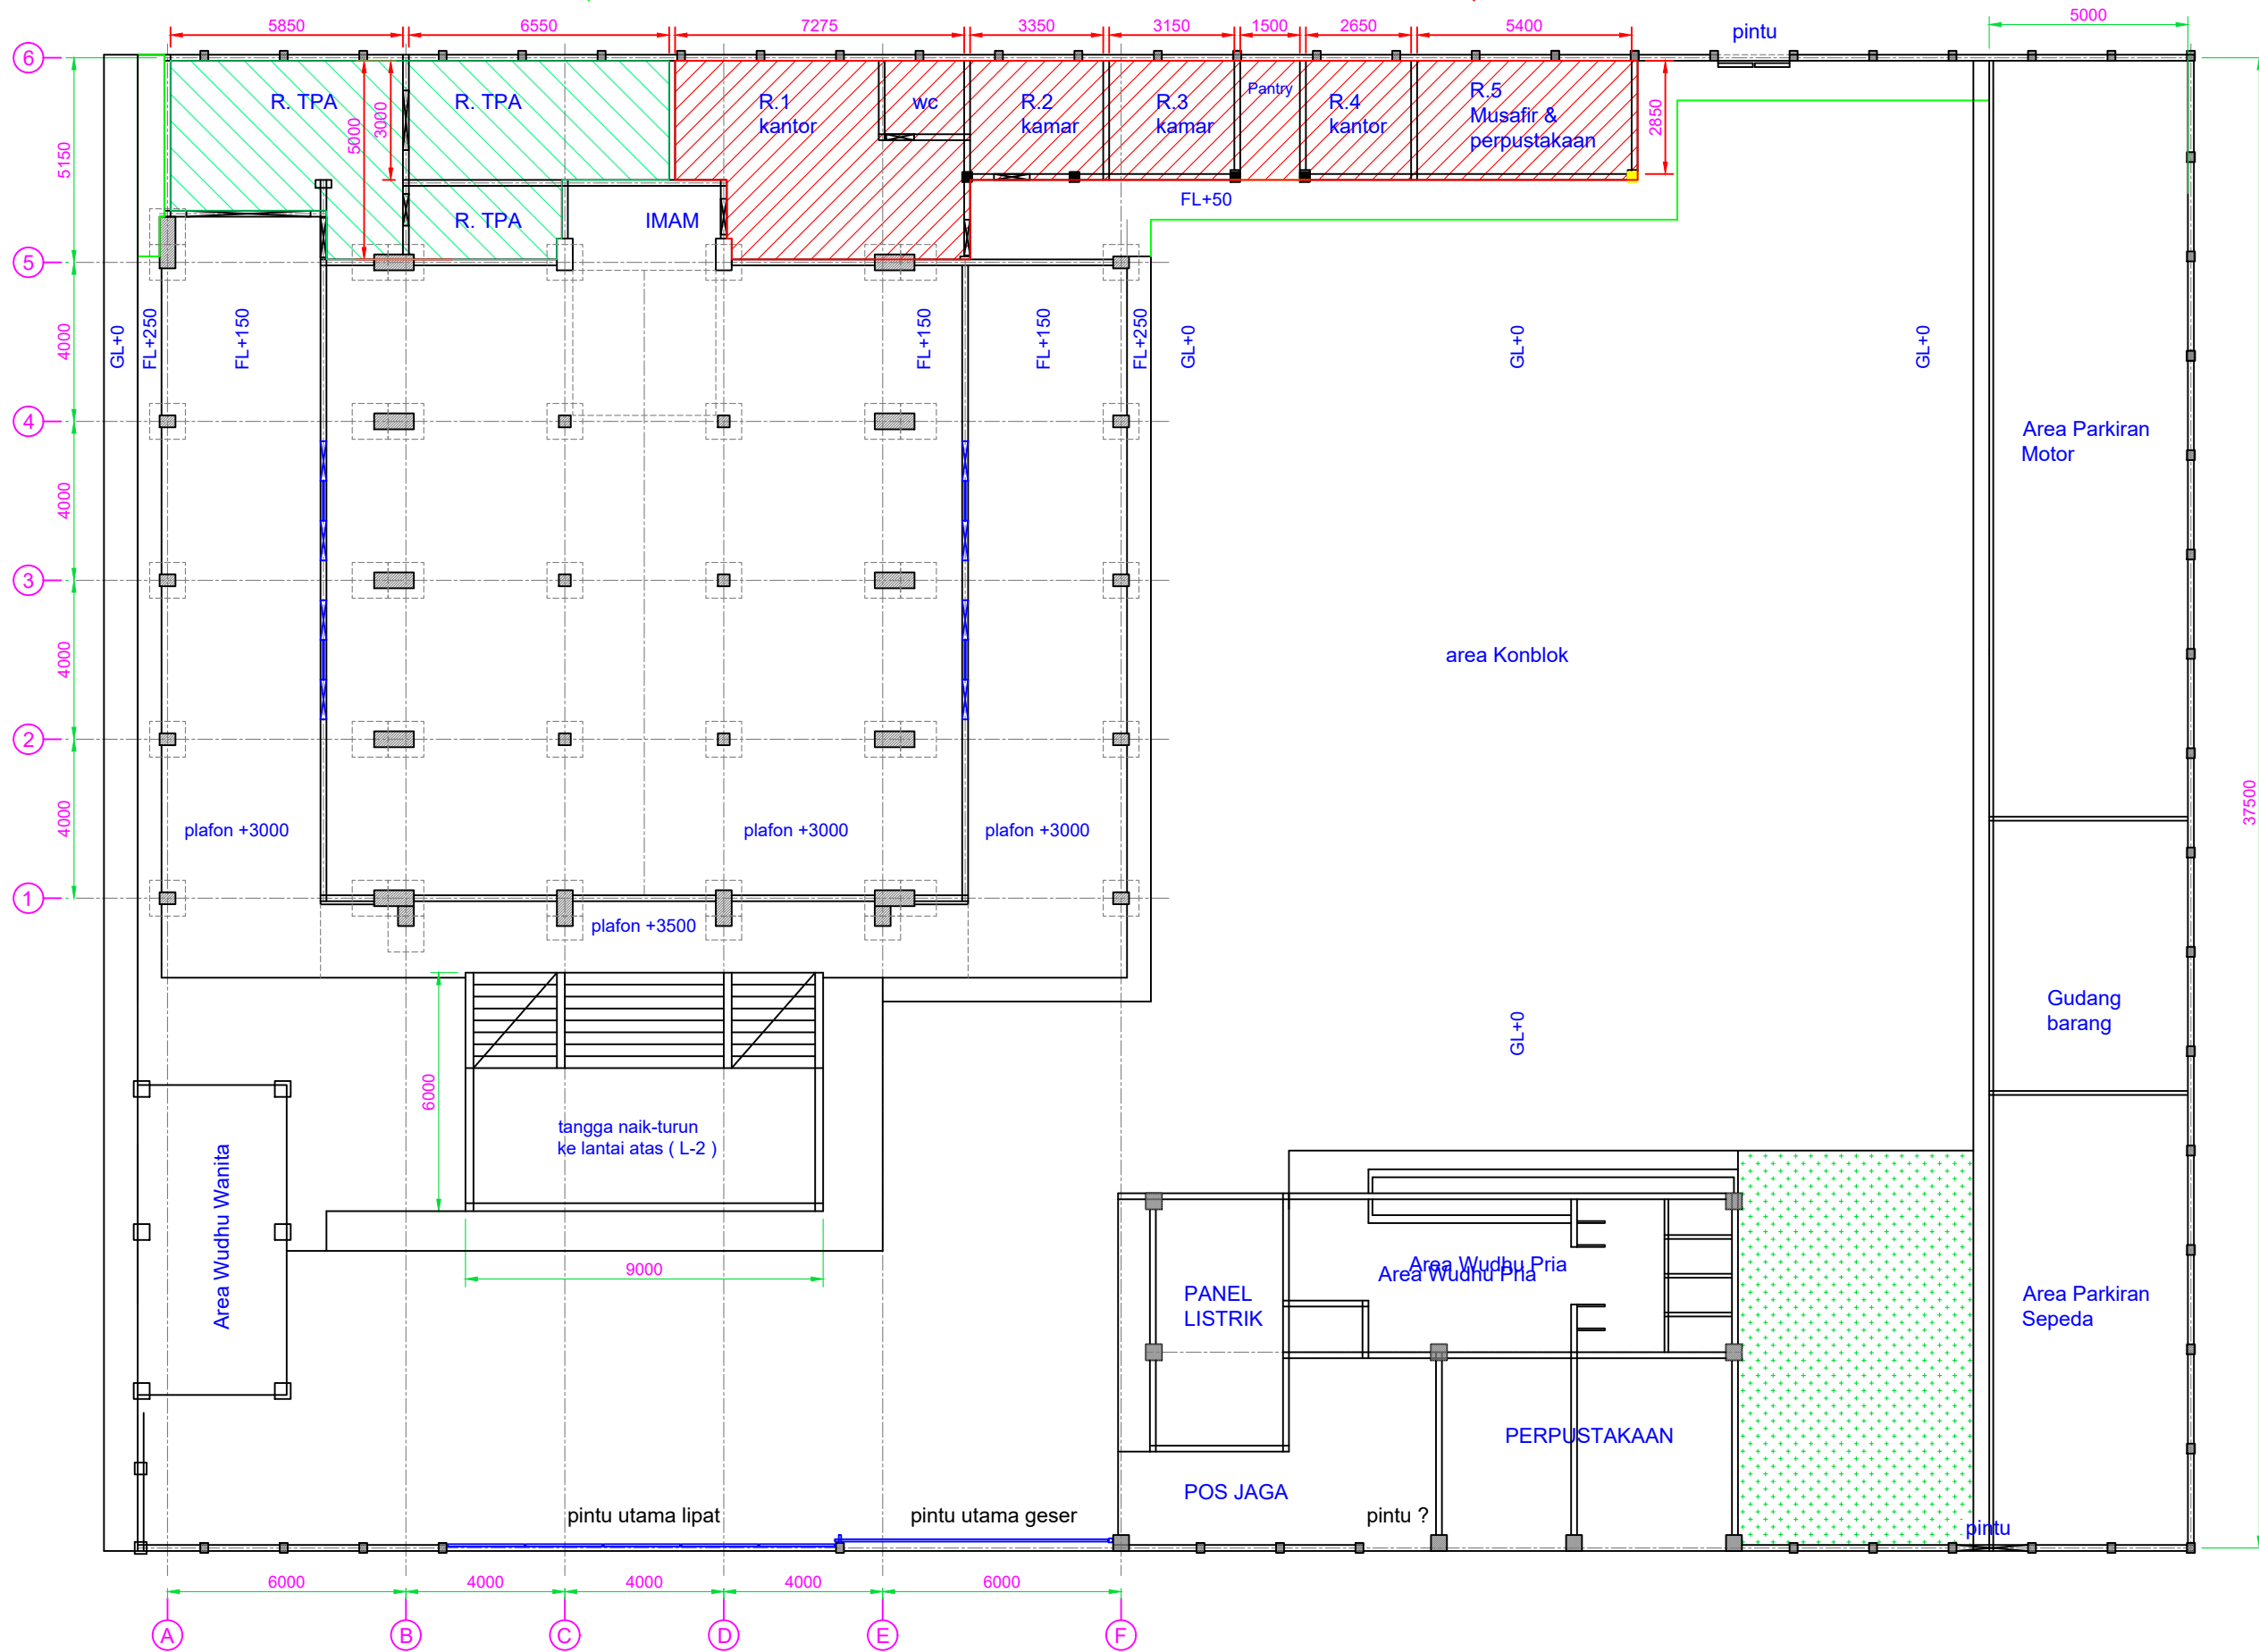 5850
6550
7275
3350
3150
1500
2650
5400
5000
pintu
6
R. TPA
R. TPA
R.1
kantor
wc
R.2
kamar
R.3
kamar
Pantry
R.4
kantor
R.5
Musafir &
perpustakaan
5150
5000
3000
2850
R. TPA
IMAM
FL+50
5
GL+0
FL+250
FL+150
FL+150
FL+150
FL+250
GL+0
GL+0
GL+0
4000
4
Area Parkiran
Motor
4000
3
4000
area Konblok
2
4000
37500
plafon +3000
plafon +3000
plafon +3000
1
plafon +3500
Gudang
barang
GL+0
6000
tangga naik-turun
ke lantai atas ( L-2 )
Area Wudhu Wanita
9000
Area Wudhu Pria
Area Wudhu Pria
PANEL
LISTRIK
Area Parkiran
Sepeda
PERPUSTAKAAN
POS JAGA
pintu utama lipat
pintu utama geser
pintu ?
pintu
6000
4000
4000
4000
6000
A
B
C
D
E
F